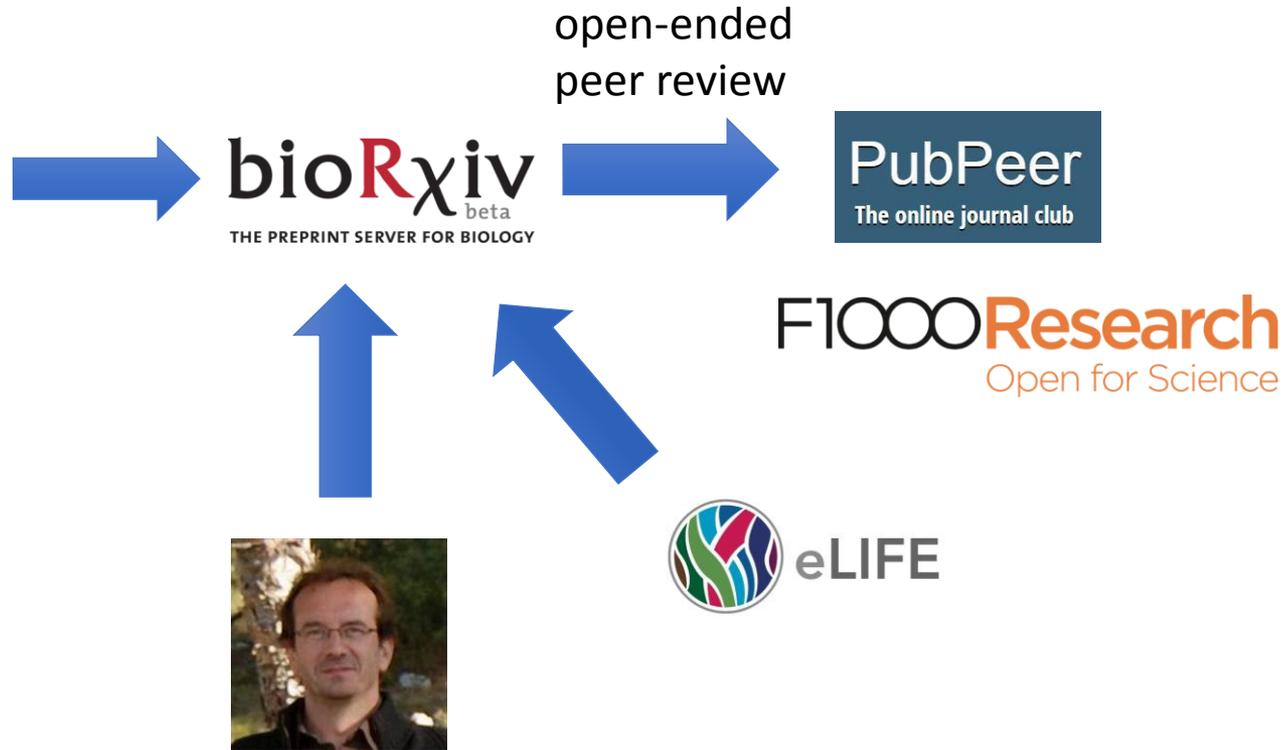 open-ended
peer review
bioRχiv
beta
THE PREPRINT SERVER FOR BIOLOGY
PubPeer
The online journal club
F1000Research
Open for Science
eLIFE